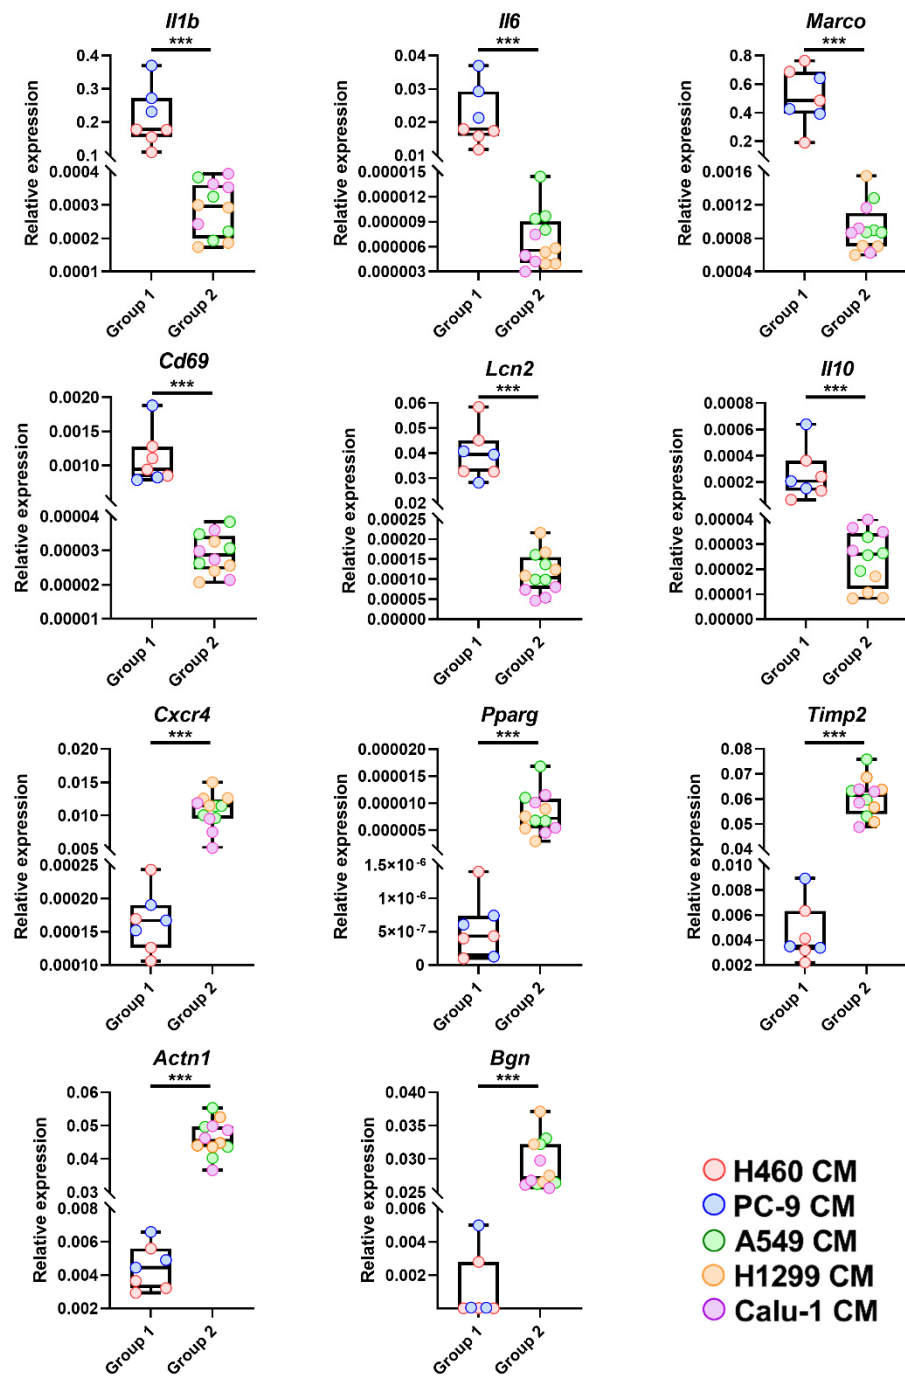 Il1b
***
Relative expression
0.4
0.3
0.2
0.1
0.0004
0.0003
0.0002
0.0001
Group 1
Group 2
Il6
***
Relative expression
0.04
0.03
0.02
0.01
0.000015
0.000012
0.000009
0.000006
0.000003
Group 1
Group 2
Marco
***
Relative expression
0.8
0.6
0.4
0.2
0.0016
0.0012
0.0008
0.0004
Group 1
Group 2
Cd69
***
Relative expression
0.0020
0.0015
0.0010
0.00004
0.00003
0.00002
0.00001
Group 1
Group 2
Lcn2
***
Relative expression
0.06
0.04
0.03
0.02
0.00025
0.00020
0.00015
0.00010
0.00005
0.00000
Group 1
Group 2
Il10
***
Relative expression
0.0008
0.0006
0.0004
0.0002
0.00004
0.00003
0.00002
0.00001
0.00000
Group 1
Group 2
Cxcr4
***
Relative expression
0.020
0.015
0.010
0.005
0.00025
0.00020
0.00015
0.00010
Group 1
Group 2
Pparg
***
Relative expression
0.000020
0.000015
0.000010
0.000005
1.5×10⁻⁶
1×10⁻⁶
5×10⁻⁷
0
Group 1
Group 2
Timp2
***
Relative expression
0.08
0.07
0.06
0.05
0.04
0.010
0.008
0.006
0.004
0.002
Group 1
Group 2
Actn1
***
Relative expression
0.06
0.05
0.04
0.03
0.008
0.006
0.004
0.002
Group 1
Group 2
Bgn
***
Relative expression
0.040
0.035
0.030
0.025
0.006
0.004
0.002
Group 1
Group 2
H460 CM
PC-9 CM
A549 CM
H1299 CM
Calu-1 CM